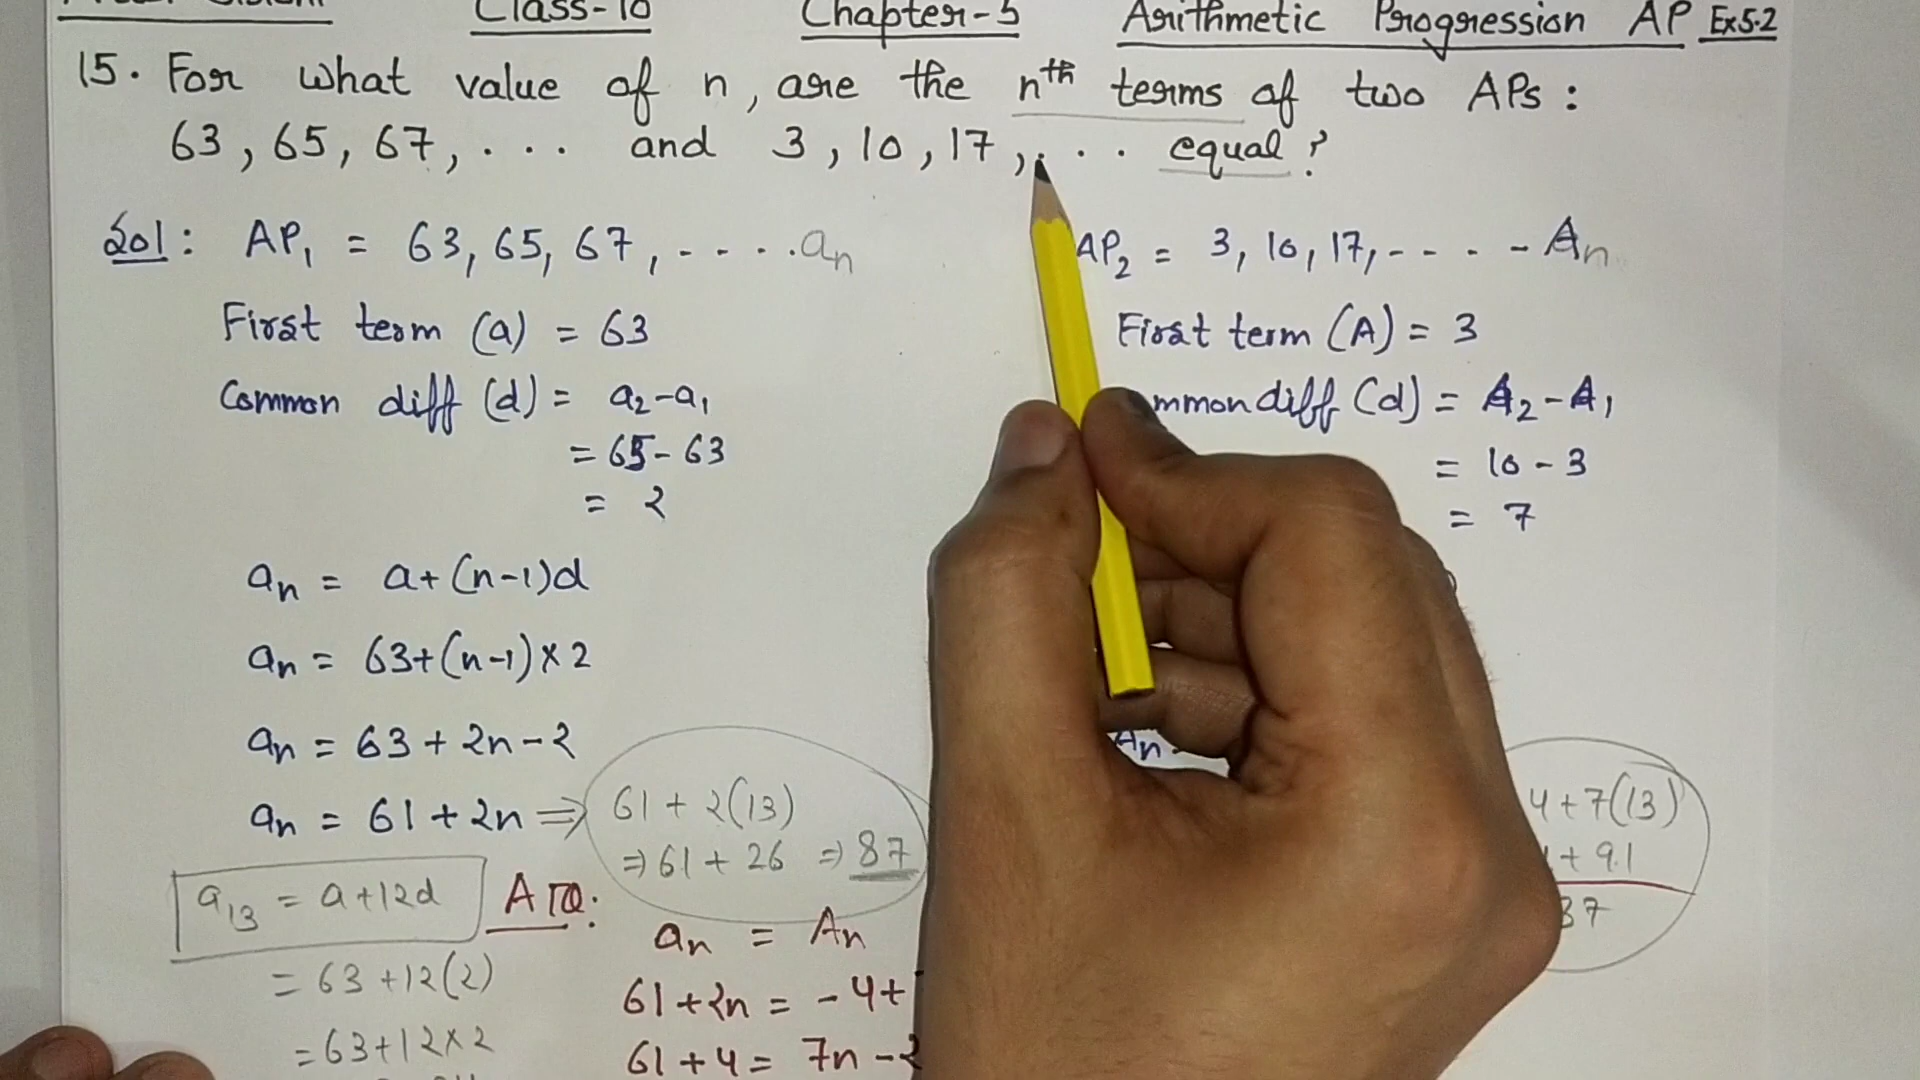 Class-10 Chapter-5 Arithmetic Progression AP Ex5.2
15. For what value of n, are the nth terms of two APs:
63, 65, 67, . . . and 3, 10, 17, . . . equal?
Sol: AP₁ = 63, 65, 67, - - - . aₙ
AP₂ = 3, 10, 17, - - - - Aₙ
First term (a) = 63
First term (A) = 3
Common diff (d) = a₂-a₁
mmon diff (d) = A₂-A₁
= 65-63
= 10-3
= 2
= 7
aₙ = a+(n-1)d
aₙ = 63+(n-1)×2
aₙ = 63+2n-2
Aₙ
aₙ = 61+2n ⇒
61+2(13)
⇒61+26 ⇒87
4+7(13)
+91
87
a₁₃ = a+12d
ATQ:
aₙ = Aₙ
= 63+12(2)
61+2n = -4+
= 63+12×2
61+4 = 7n-2